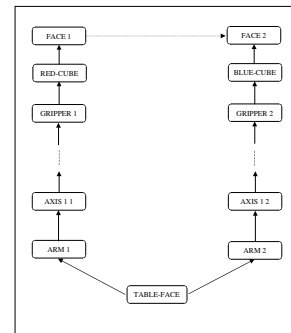 FACE 1 FACE 2
RED-CUBE BLUE-CUBE
GRIPPER 1 GRIPPER 2
AXIS 1 1 AXIS 1 2
ARM 1 ARM 2
TABLE-FACE